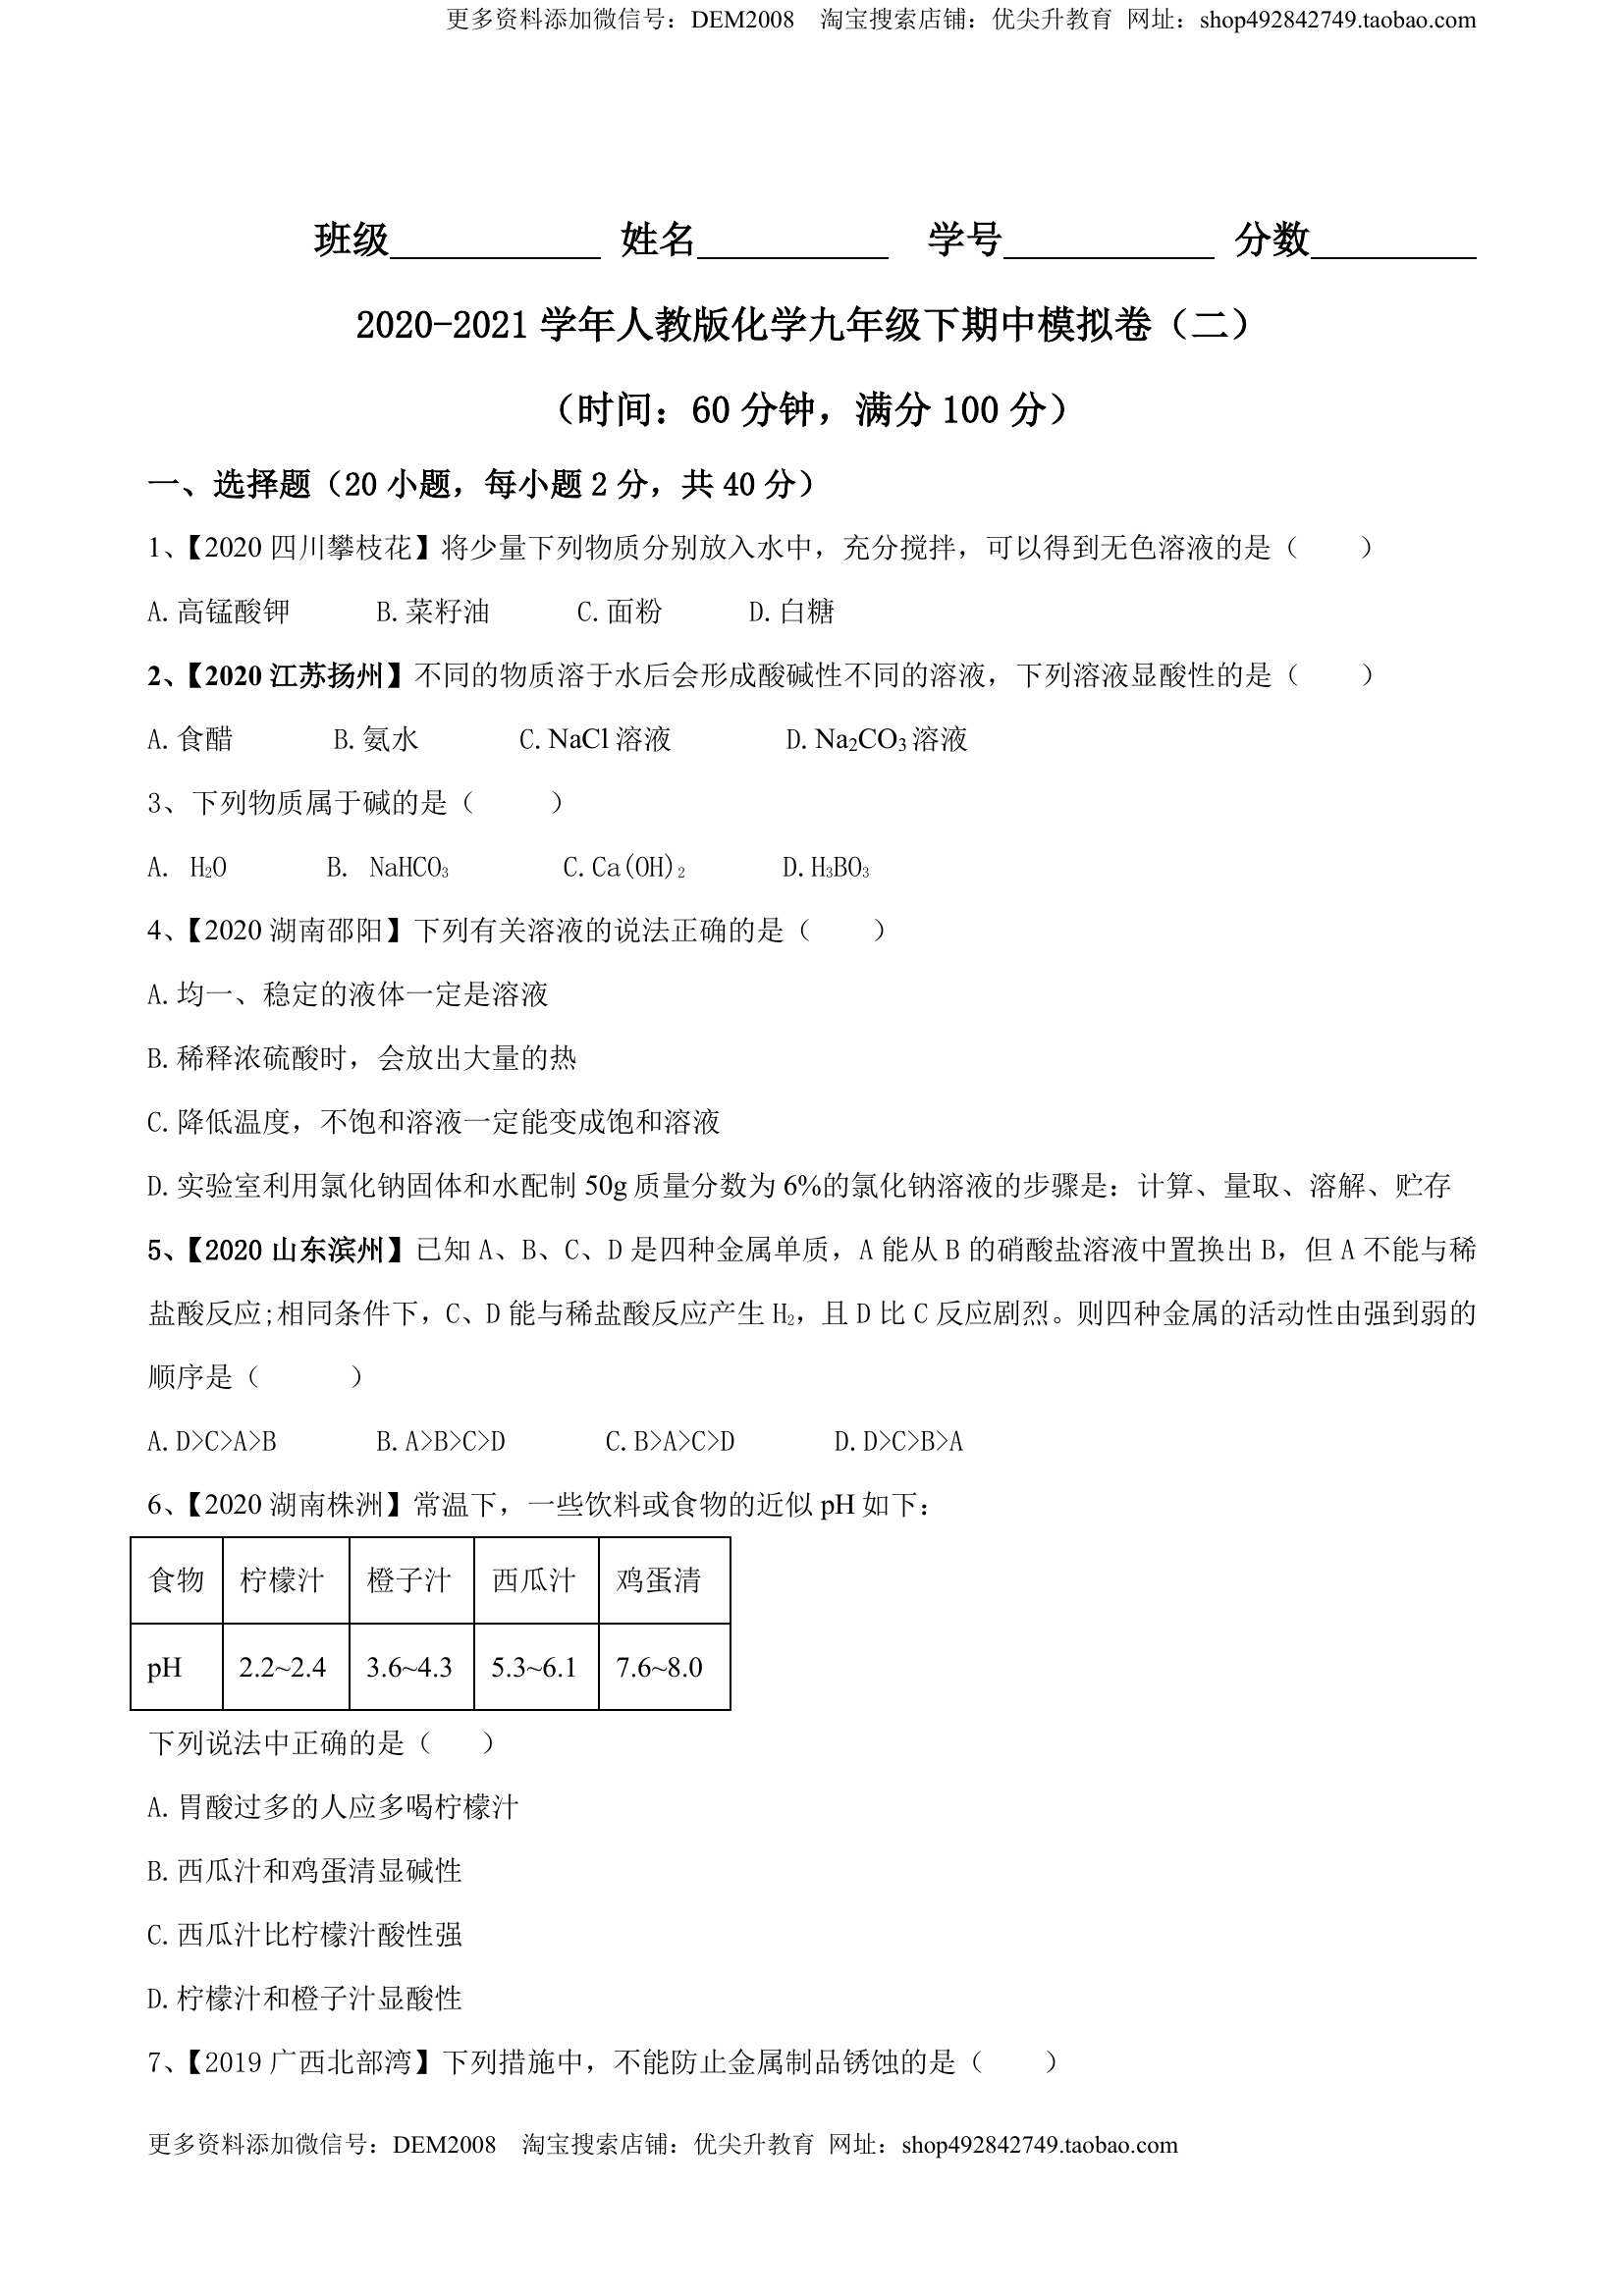 更多资料添加微信号：DEM2008 淘宝搜索店铺：优尖升教育 网址：shop492842749.taobao.com
班级__________ 姓名__________ 学号__________ 分数__________
2020-2021 学年人教版化学九年级下期中模拟卷（二）
（时间：60 分钟，满分 100 分）
一、选择题（20 小题，每小题 2 分，共 40 分）
1、【2020 四川攀枝花】将少量下列物质分别放入水中，充分搅拌，可以得到无色溶液的是（ ）
A.高锰酸钾 B.菜籽油 C.面粉 D.白糖
2、【2020 江苏扬州】不同的物质溶于水后会形成酸碱性不同的溶液，下列溶液显酸性的是（ ）
A.食醋 B.氨水 C.NaCl 溶液 D.Na₂CO₃ 溶液
3、下列物质属于碱的是（ ）
A. H₂O B. NaHCO₃ C.Ca(OH)₂ D.H₃BO₃
4、【2020 湖南邵阳】下列有关溶液的说法正确的是（ ）
A.均一、稳定的液体一定是溶液
B.稀释浓硫酸时，会放出大量的热
C.降低温度，不饱和溶液一定能变成饱和溶液
D.实验室利用氯化钠固体和水配制 50g 质量分数为 6%的氯化钠溶液的步骤是：计算、量取、溶解、贮存
5、【2020 山东滨州】已知 A、B、C、D 是四种金属单质，A 能从 B 的硝酸盐溶液中置换出 B，但 A 不能与稀
盐酸反应;相同条件下，C、D 能与稀盐酸反应产生 H₂，且 D 比 C 反应剧烈。则四种金属的活动性由强到弱的
顺序是（ ）
A.D>C>A>B B.A>B>C>D C.B>A>C>D D.D>C>B>A
6、【2020 湖南株洲】常温下，一些饮料或食物的近似 pH 如下：
食物 柠檬汁 橙子汁 西瓜汁 鸡蛋清
pH 2.2~2.4 3.6~4.3 5.3~6.1 7.6~8.0
下列说法中正确的是（ ）
A.胃酸过多的人应多喝柠檬汁
B.西瓜汁和鸡蛋清显碱性
C.西瓜汁比柠檬汁酸性强
D.柠檬汁和橙子汁显酸性
7、【2019 广西北部湾】下列措施中，不能防止金属制品锈蚀的是（ ）
更多资料添加微信号：DEM2008 淘宝搜索店铺：优尖升教育 网址：shop492842749.taobao.com